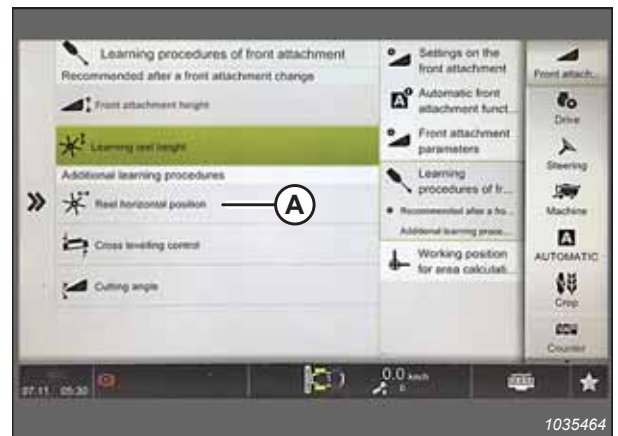 Learning procedures of front attachment
Recommended after a front attachment change
Front attachment height
Learning reel height
Additional learning procedures
Reel horizontal position
A
Cross levelling control
Cutting angle
Settings on the
front attachment
Automatic front
attachment funct...
Front attachment
parameters
Learning
procedures of fr...
Recommended after a fro...
Additional learning proce...
Working position
for area calculati...
Front attach...
Drive
Steering
Machine
A
AUTOMATIC
Crop
Counter
07.11. 05:30
0.0 km/h
0
1035464